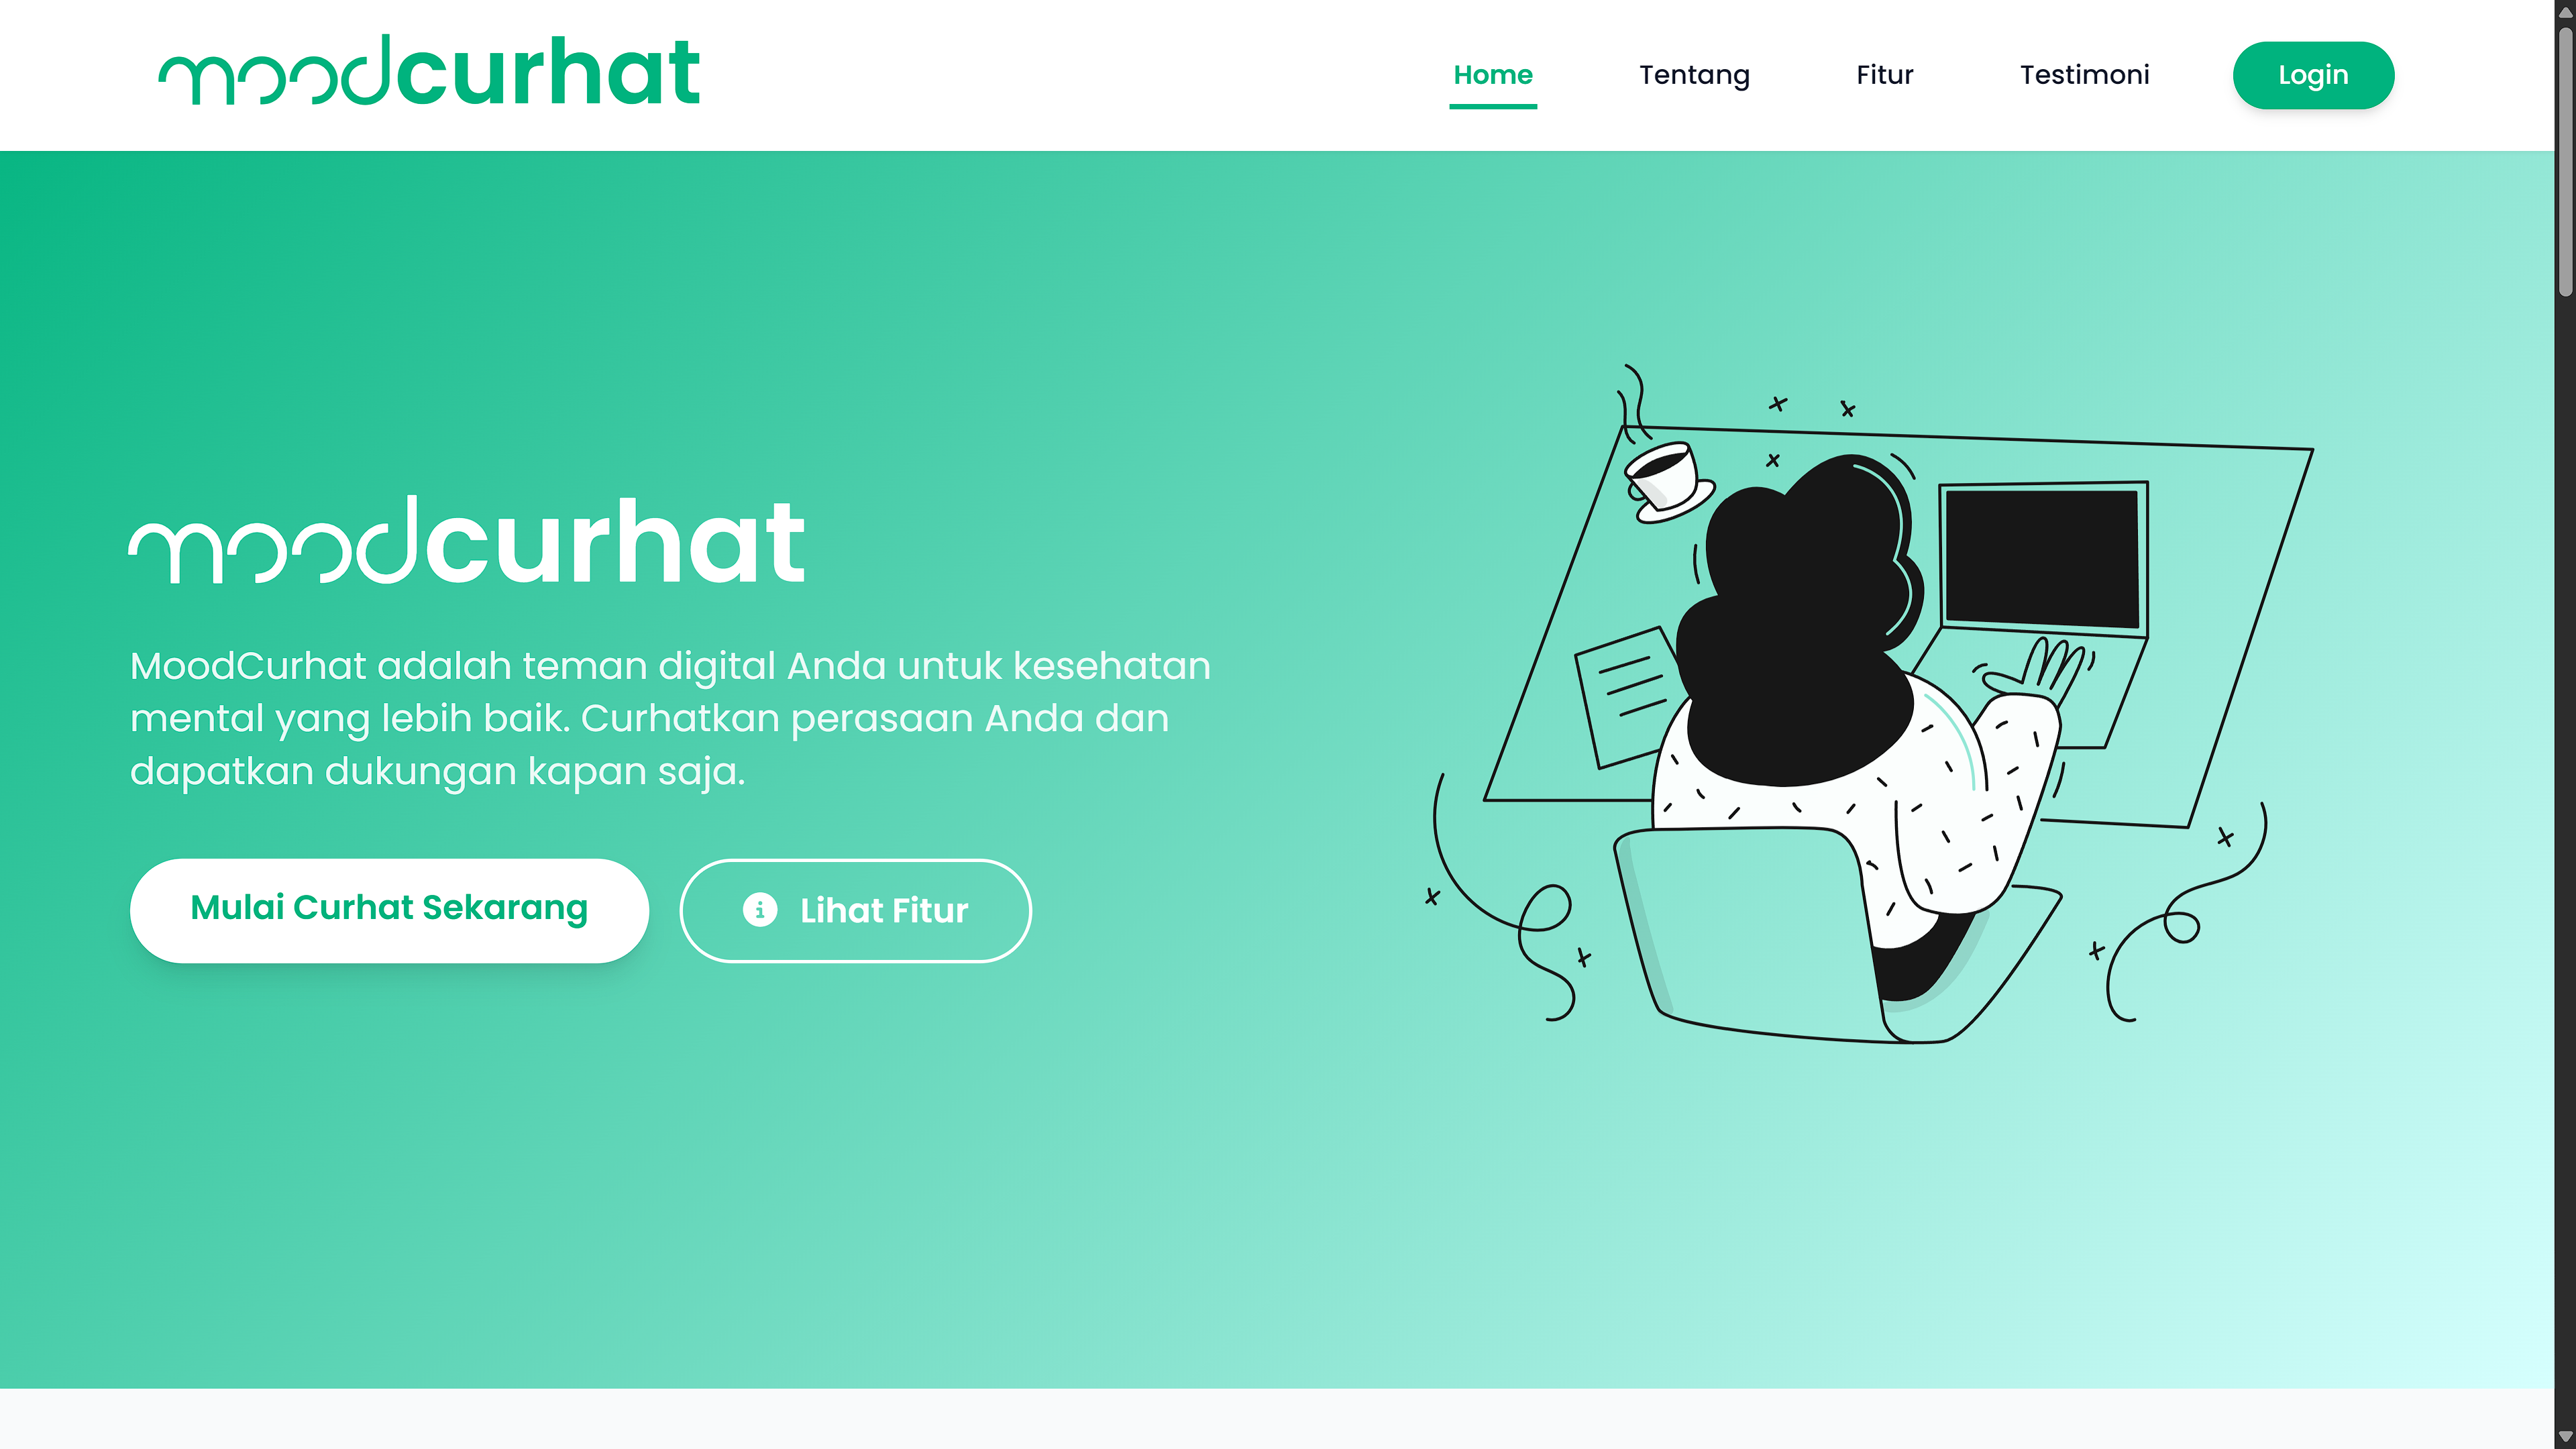 moodcurhat
Home
Tentang
Fitur
Testimoni
Login
moodcurhat
MoodCurhat adalah teman digital Anda untuk kesehatan
mental yang lebih baik. Curhatkan perasaan Anda dan
dapatkan dukungan kapan saja.
Mulai Curhat Sekarang
Lihat Fitur